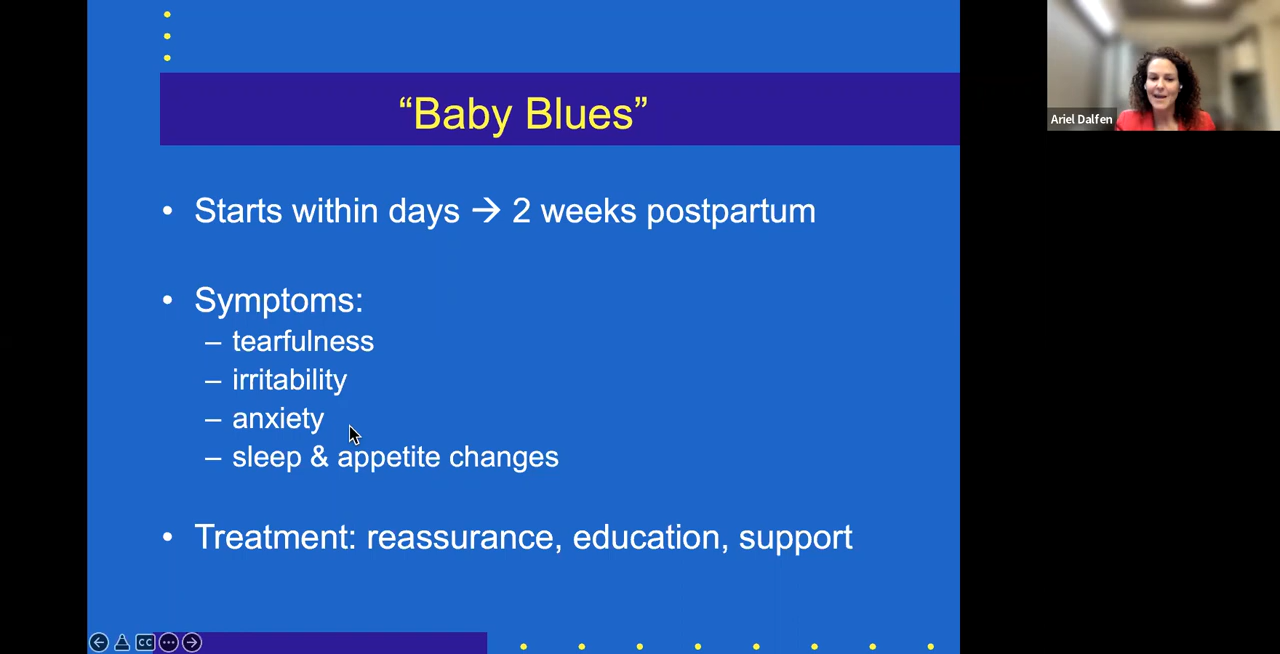 “Baby Blues”
Ariel Dalfen
• Starts within days → 2 weeks postpartum
• Symptoms:
– tearfulness
– irritability
– anxiety
– sleep & appetite changes
• Treatment: reassurance, education, support
CC